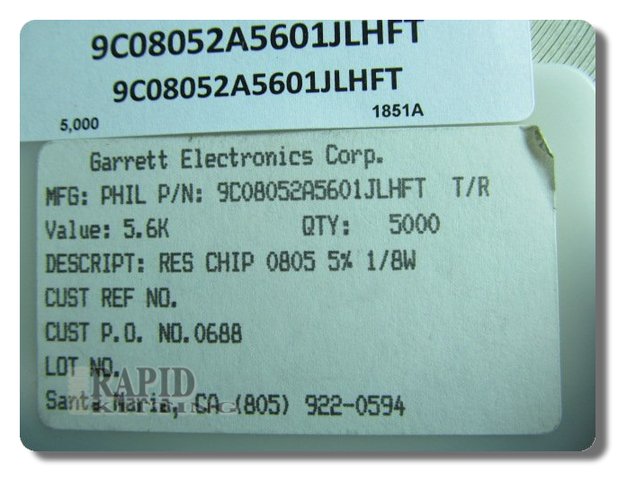 9C08052A5601JLHFT
9C08052A5601JLHFT
5,000 1851A
Garrett Electronics Corp.
MFG: PHIL P/N: 9C08052A5601JLHFT T/R
Value: 5.6K QTY: 5000
DESCRIPT: RES CHIP 0805 5% 1/8W
CUST REF NO.
CUST P.O. NO.0688
LOT NO.
RAPID
Santa Maria, CA (805) 922-0594